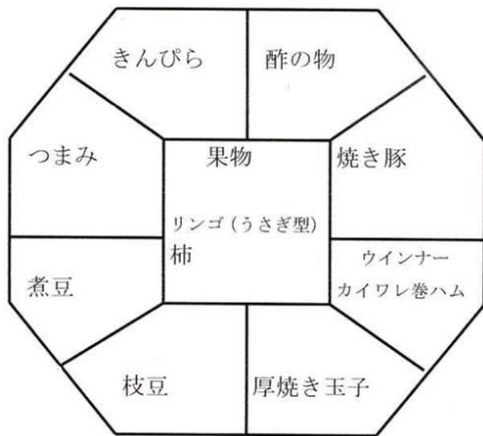 きんぴら
酢の物
つまみ
果物
リンゴ（うさぎ型）
柿
焼き豚
煮豆
ウインナー
カイワレ巻ハム
枝豆
厚焼き玉子